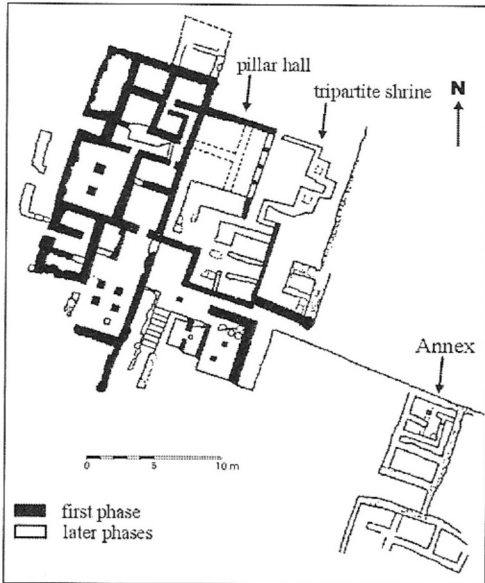 pillar hall
tripartite shrine
N
Annex
0 5 10 m
first phase
later phases